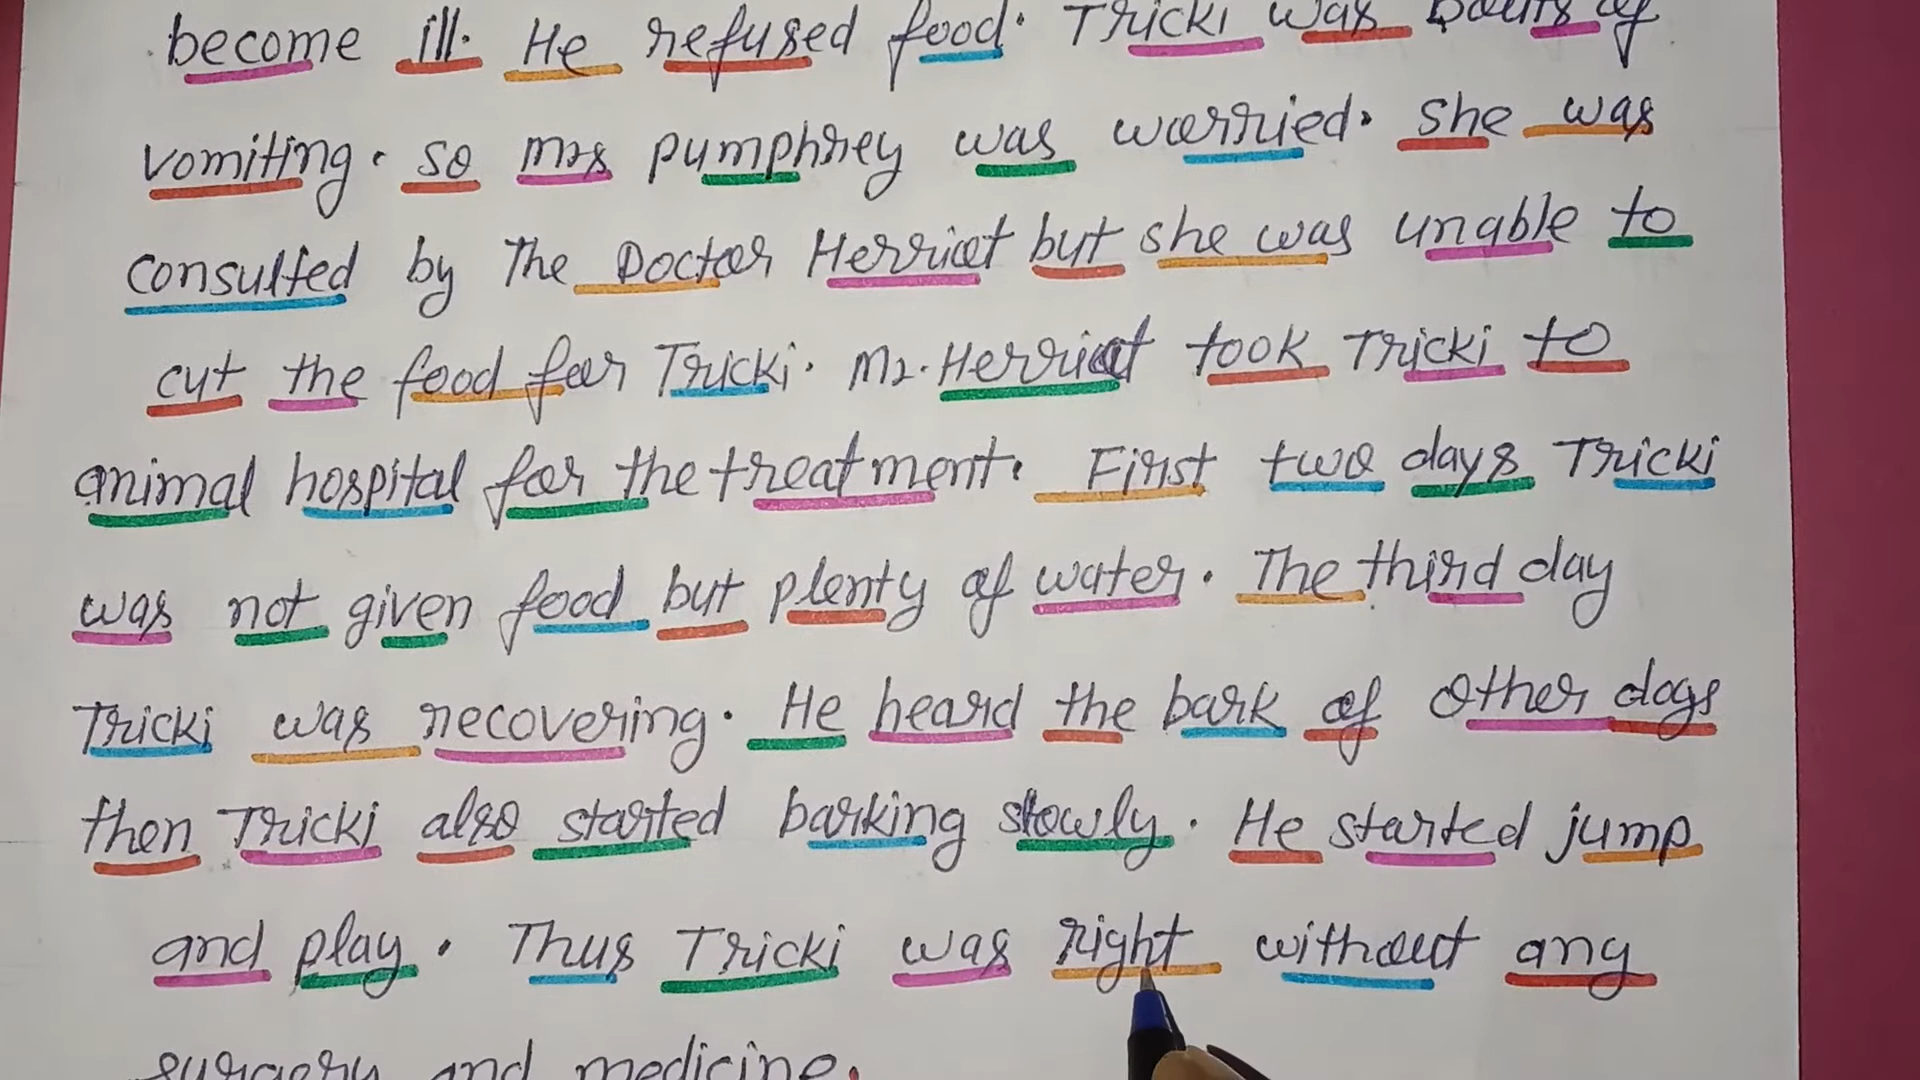 become ill. He refused food. Tricki was bouts of
vomiting. so mrs pumphrey was worried. she was
consulted by The Doctor Herriot but she was unable to
cut the food for Tricki. Mr. Herriot took Tricki to
animal hospital for the treatment. First two days Tricki
was not given food but plenty of water. The third day
Tricki was recovering. He heard the bark of other dogs
then Tricki also started barking slowly. He started jump
and play. Thus Tricki was right without any
surgery and medicine.